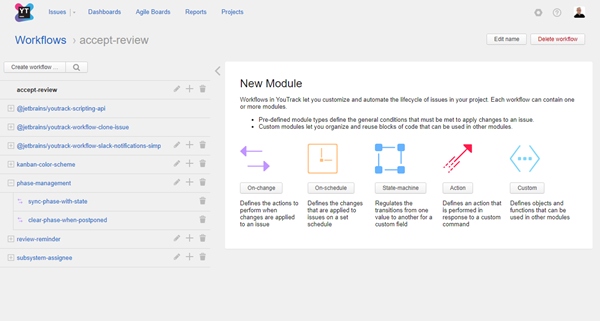 YT
Issues
Dashboards
Agile Boards
Reports
Projects
Workflows › accept-review
Edit name
Delete workflow
Create workflow ...
accept-review
@jetbrains/youtrack-scripting-api
@jetbrains/youtrack-workflow-clone-issue
@jetbrains/youtrack-workflow-slack-notifications-simp
kanban-color-scheme
phase-management
sync-phase-with-state
clear-phase-when-postponed
review-reminder
subsystem-assignee
New Module
Workflows in YouTrack let you customize and automate the lifecycle of issues in your project. Each workflow can contain one
or more modules.
• Pre-defined module types define the general conditions that must be met to apply changes to an issue.
• Custom modules let you organize and reuse blocks of code that can be used in other modules.
On-change
On-schedule
State-machine
Action
Custom
Defines the actions to
perform when
changes are applied
to an issue
Defines the changes
that are applied to
issues on a set
schedule
Regulates the
transitions from one
value to another for a
custom field
Defines an action that
is performed in
response to a custom
command
Defines objects and
functions that can be
used in other modules